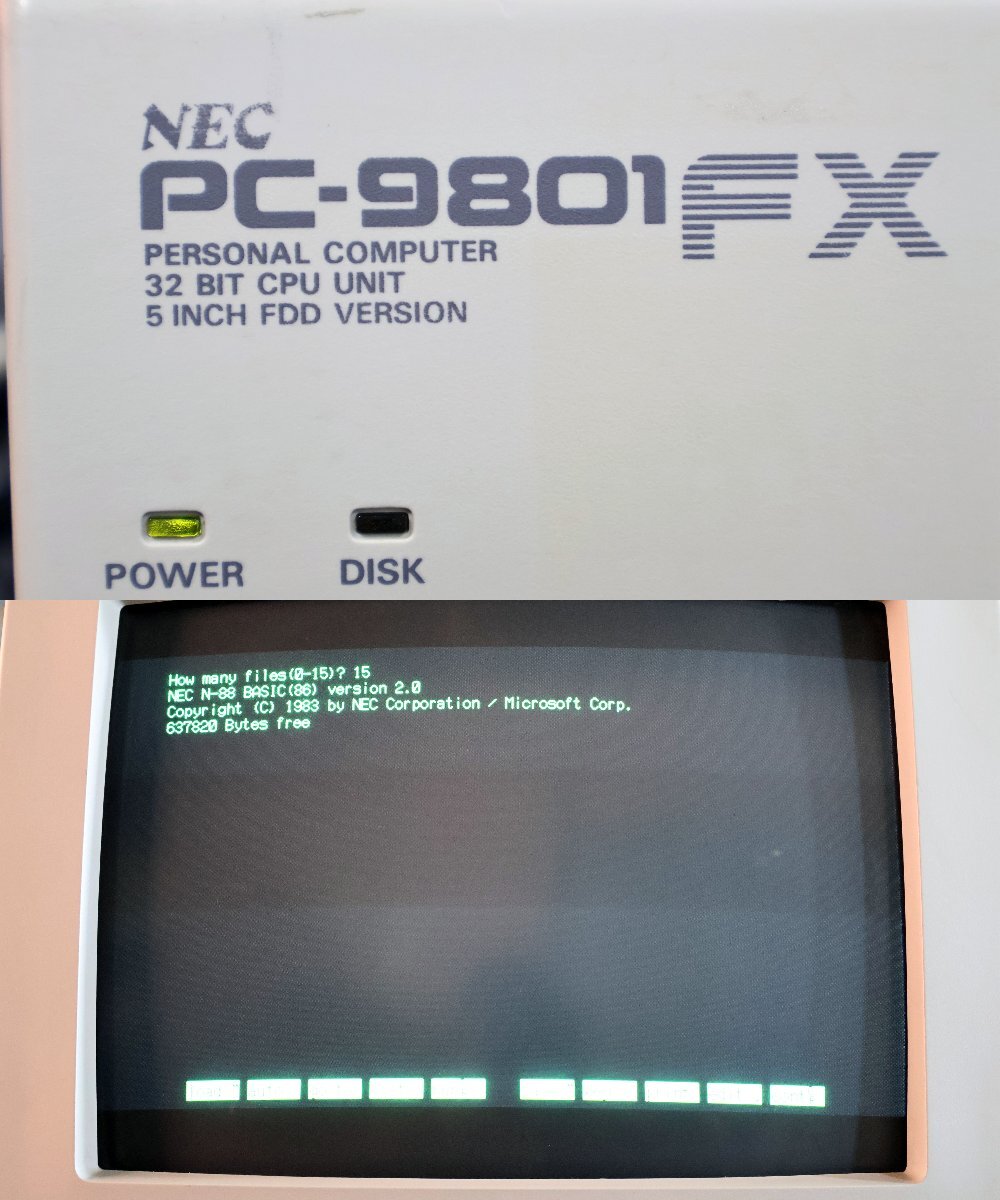 NEC
PC-9801FX
PERSONAL COMPUTER
32 BIT CPU UNIT
5 INCH FDD VERSION
POWER
DISK
How many files(0-15)? 15
NEC N-88 BASIC(86) version 2.0
Copyright (C) 1983 by NEC Corporation / Microsoft Corp.
637820 Bytes free